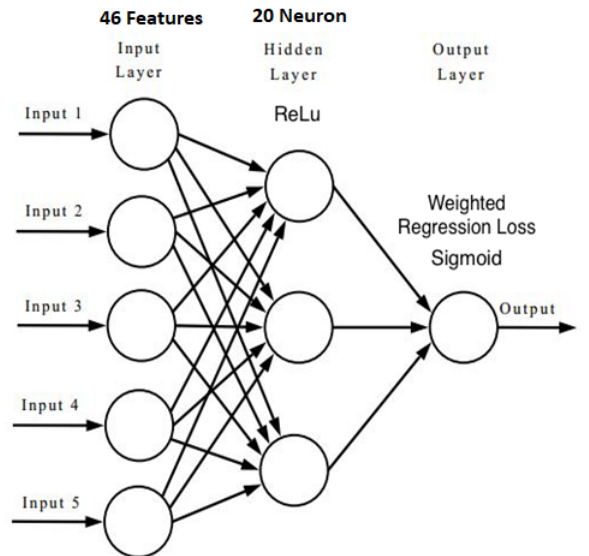 46 Features
20 Neuron
Input
Layer
Hidden
Layer
Output
Layer
ReLu
Input 1
Input 2
Input 3
Input 4
Input 5
Weighted
Regression Loss
Sigmoid
Output